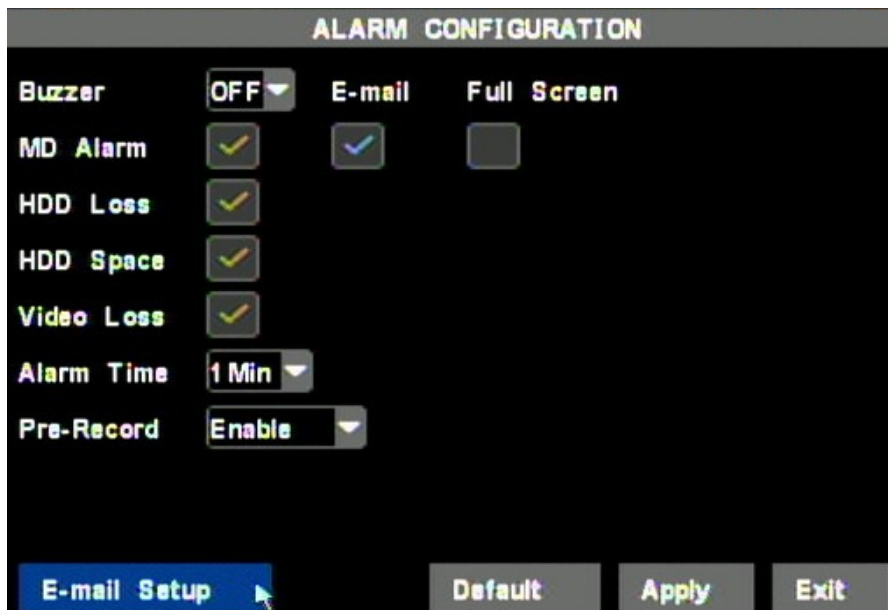 ALARM CONFIGURATION
Buzzer OFF E-mail Full Screen
MD Alarm
HDD Loss
HDD Space
Video Loss
Alarm Time 1 Min
Pre-Record Enable
E-mail Setup Default Apply Exit